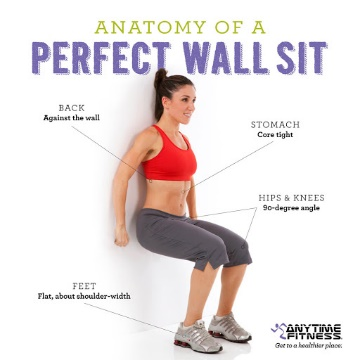 ANATOMY OF A
PERFECT WALL SIT
BACK
Against the wall
STOMACH
Core tight
HIPS & KNEES
90-degree angle
FEET
Flat, about shoulder-width
ANYTIME
FITNESS.
Get to a healthier place.